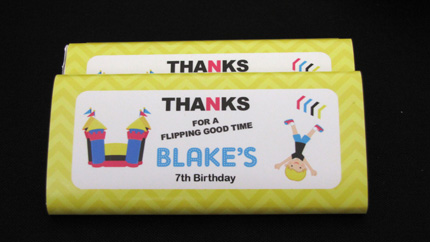 THANKS
THANKS
FOR A
FLIPPING GOOD TIME
BLAKE'S
7th Birthday